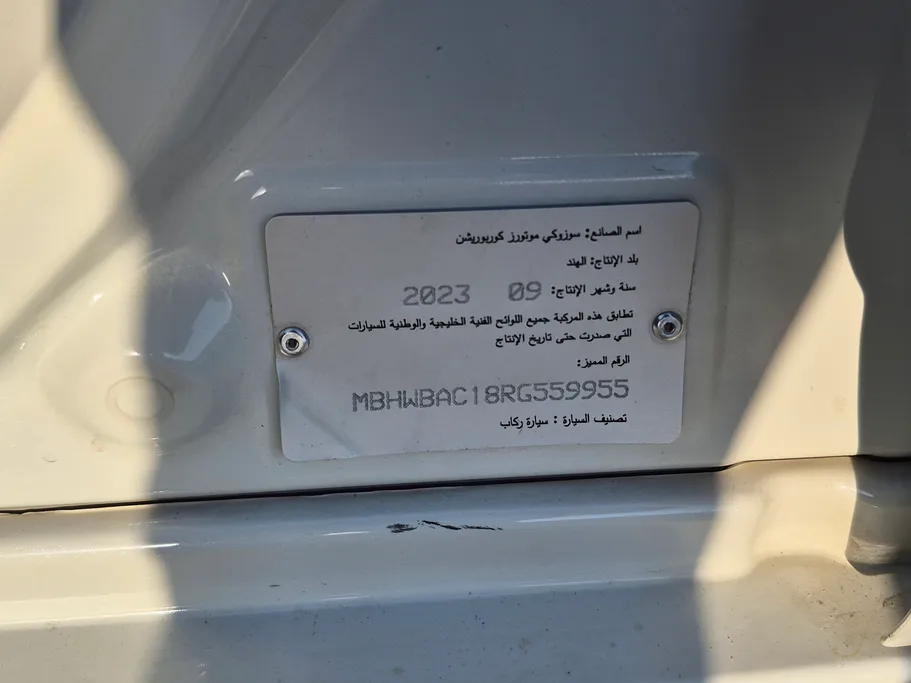 اسم الصانع: سوزوكي موتورز كوربوريشن
بلد الإنتاج: الهند
سنة وشهر الإنتاج: 09 2023
تطابق هذه المركبة جميع اللوائح الفنية الخليجية والوطنية للسيارات
التي صدرت حتى تاريخ الإنتاج
الرقم المميز:
MBHWBAC18RG559955
تصنيف السيارة : سيارة ركاب